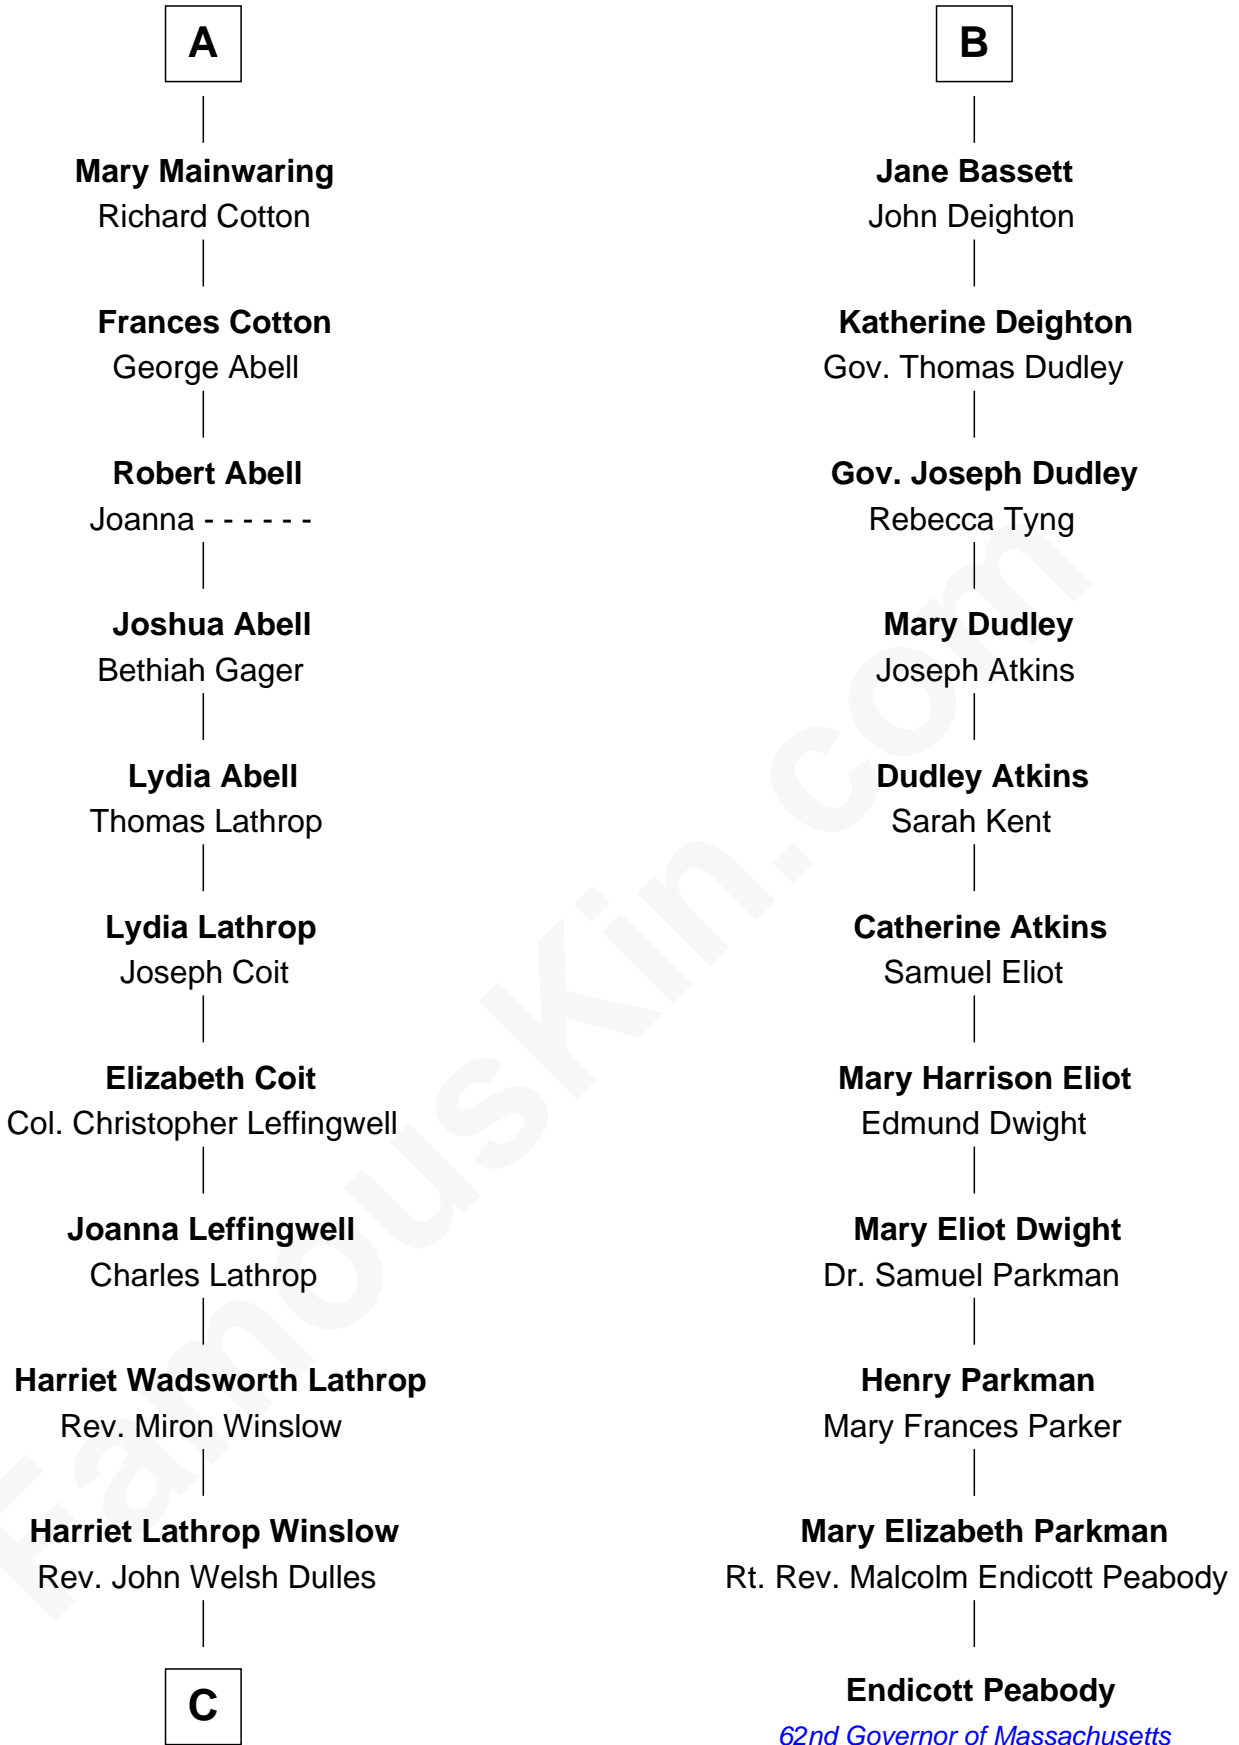 A
Mary Mainwaring
Richard Cotton
Frances Cotton
George Abell
Robert Abell
Joanna - - - - - -
Joshua Abell
Bethiah Gager
Lydia Abell
Thomas Lathrop
Lydia Lathrop
Joseph Coit
Elizabeth Coit
Col. Christopher Leffingwell
Joanna Leffingwell
Charles Lathrop
Harriet Wadsworth Lathrop
Rev. Miron Winslow
Harriet Lathrop Winslow
Rev. John Welsh Dulles
C
B
Jane Bassett
John Deighton
Katherine Deighton
Gov. Thomas Dudley
Gov. Joseph Dudley
Rebecca Tyng
Mary Dudley
Joseph Atkins
Dudley Atkins
Sarah Kent
Catherine Atkins
Samuel Eliot
Mary Harrison Eliot
Edmund Dwight
Mary Eliot Dwight
Dr. Samuel Parkman
Henry Parkman
Mary Frances Parker
Mary Elizabeth Parkman
Rt. Rev. Malcolm Endicott Peabody
Endicott Peabody
62nd Governor of Massachusetts
FamousKin.com